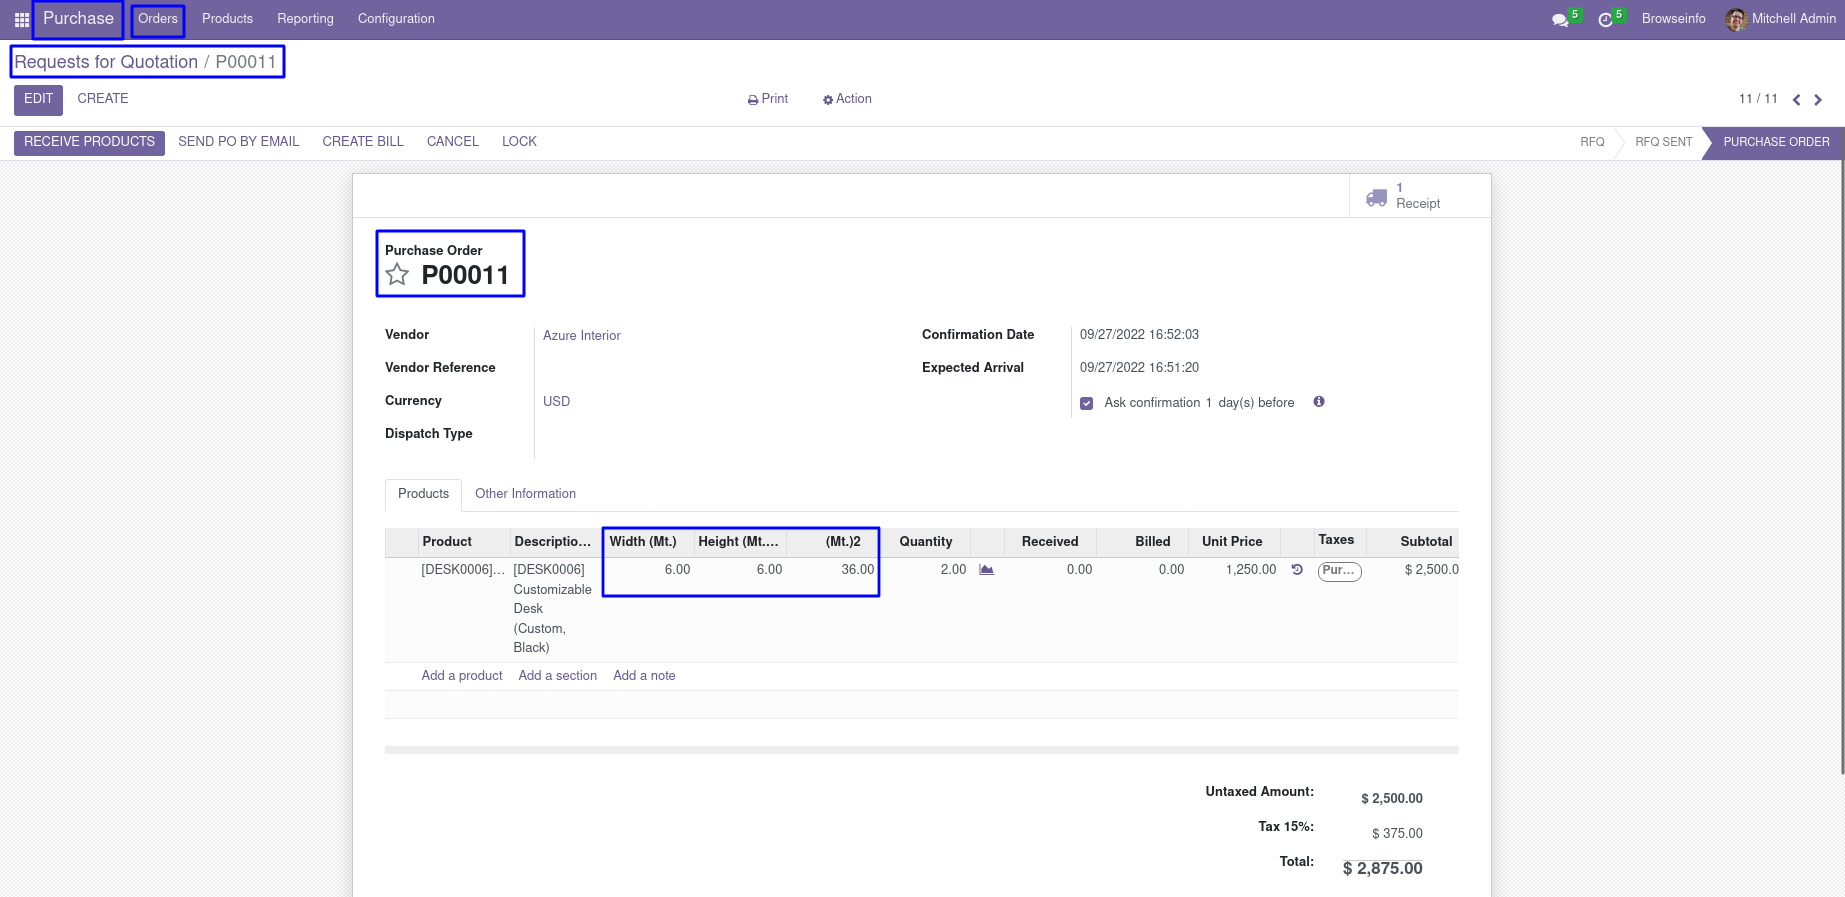 Purchase Orders Products Reporting Configuration 5 5 Browseinfo Mitchell Admin
Requests for Quotation / P00011
EDIT CREATE Print Action 11 / 11
RECEIVE PRODUCTS SEND PO BY EMAIL CREATE BILL CANCEL LOCK RFQ RFQ SENT PURCHASE ORDER
1
Receipt
Purchase Order
P00011
Vendor Azure Interior Confirmation Date 09/27/2022 16:52:03
Vendor Reference Expected Arrival 09/27/2022 16:51:20
Currency USD Ask confirmation 1 day(s) before
Dispatch Type
Products Other Information
Product Descriptio... Width (Mt.) Height (Mt.... (Mt.)2 Quantity Received Billed Unit Price Taxes Subtotal
[DESK0006]... [DESK0006] 6.00 6.00 36.00 2.00 0.00 0.00 1,250.00 Pur... $ 2,500.0
Customizable
Desk
(Custom,
Black)
Add a product Add a section Add a note
Untaxed Amount: $ 2,500.00
Tax 15%: $ 375.00
Total: $ 2,875.00